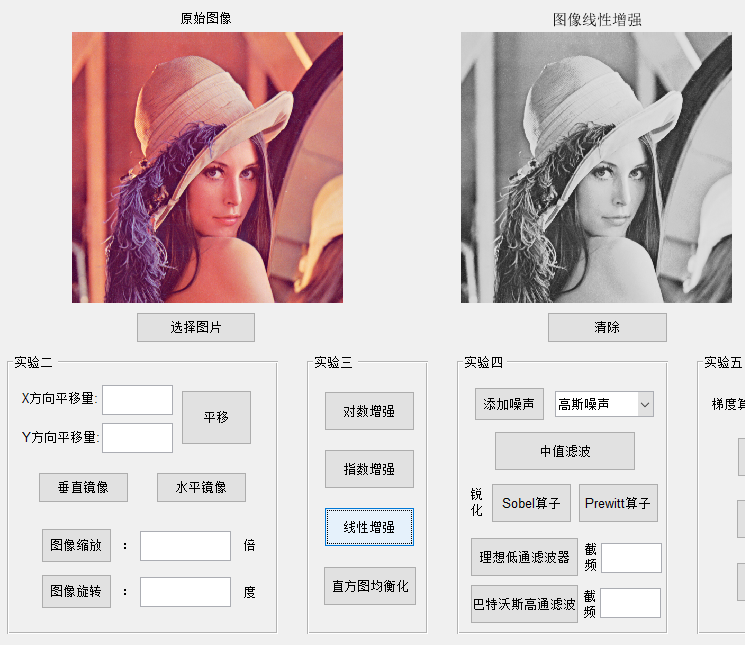 原始图像
图像线性增强
选择图片
清除
实验二
X方向平移量:
平移
Y方向平移量:
垂直镜像
水平镜像
图像缩放 : 倍
图像旋转 : 度
实验三
对数增强
指数增强
线性增强
直方图均衡化
实验四
添加噪声 高斯噪声
中值滤波
锐化 Sobel算子 Prewitt算子
理想低通滤波器 截频
巴特沃斯高通滤波 截频
实验五
梯度算